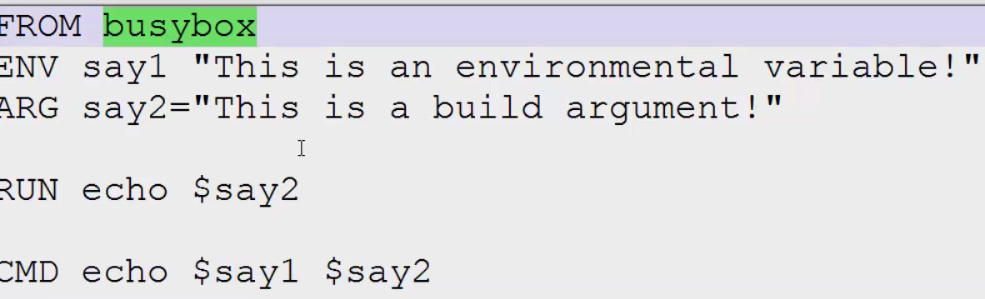 FROM busybox
ENV say1 "This is an environmental variable!"
ARG say2="This is a build argument!"
RUN echo $say2
CMD echo $say1 $say2